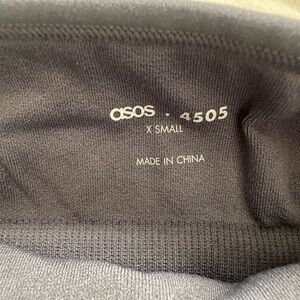 asos . 4505
X SMALL
MADE IN CHINA